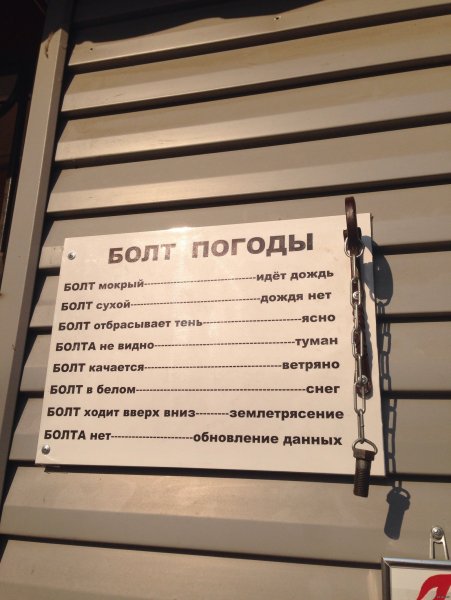 БОЛТ ПОГОДЫ
БОЛТ мокрый--------------------------идёт дождь
БОЛТ сухой------------------------------дождя нет
БОЛТ отбрасывает тень-----------------------ясно
БОЛТА не видно---------------------------------туман
БОЛТ качается---------------------------------ветряно
БОЛТ в белом----------------------------------------снег
БОЛТ ходит вверх вниз--------землетрясение
БОЛТА нет--------------------обновление данных